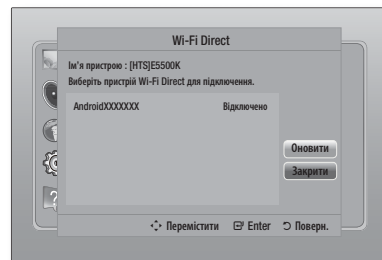 Wi-Fi Direct
Ім'я пристрою : [HTS]E5500K
Виберіть пристрій Wi-Fi Direct для підключення.
AndroidXXXXXXX Відключено
Оновити
Закрити
Перемістити Enter Поверн.